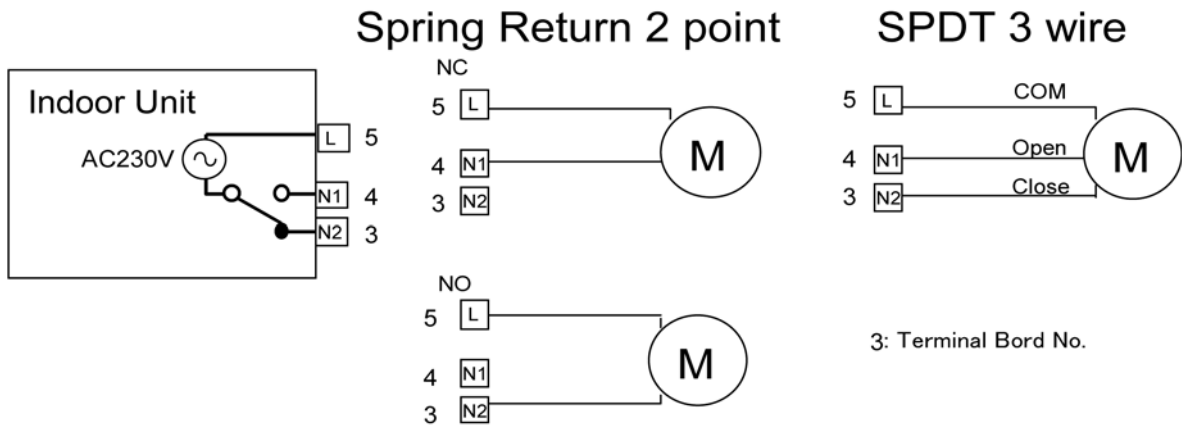 Spring Return 2 point
SPDT 3 wire
Indoor Unit
AC230V
L 5
N1 4
N2 3
NC
5 L
4 N1
3 N2
M
NO
5 L
4 N1
3 N2
M
5 L COM
4 N1 Open
3 N2 Close
M
3: Terminal Bord No.